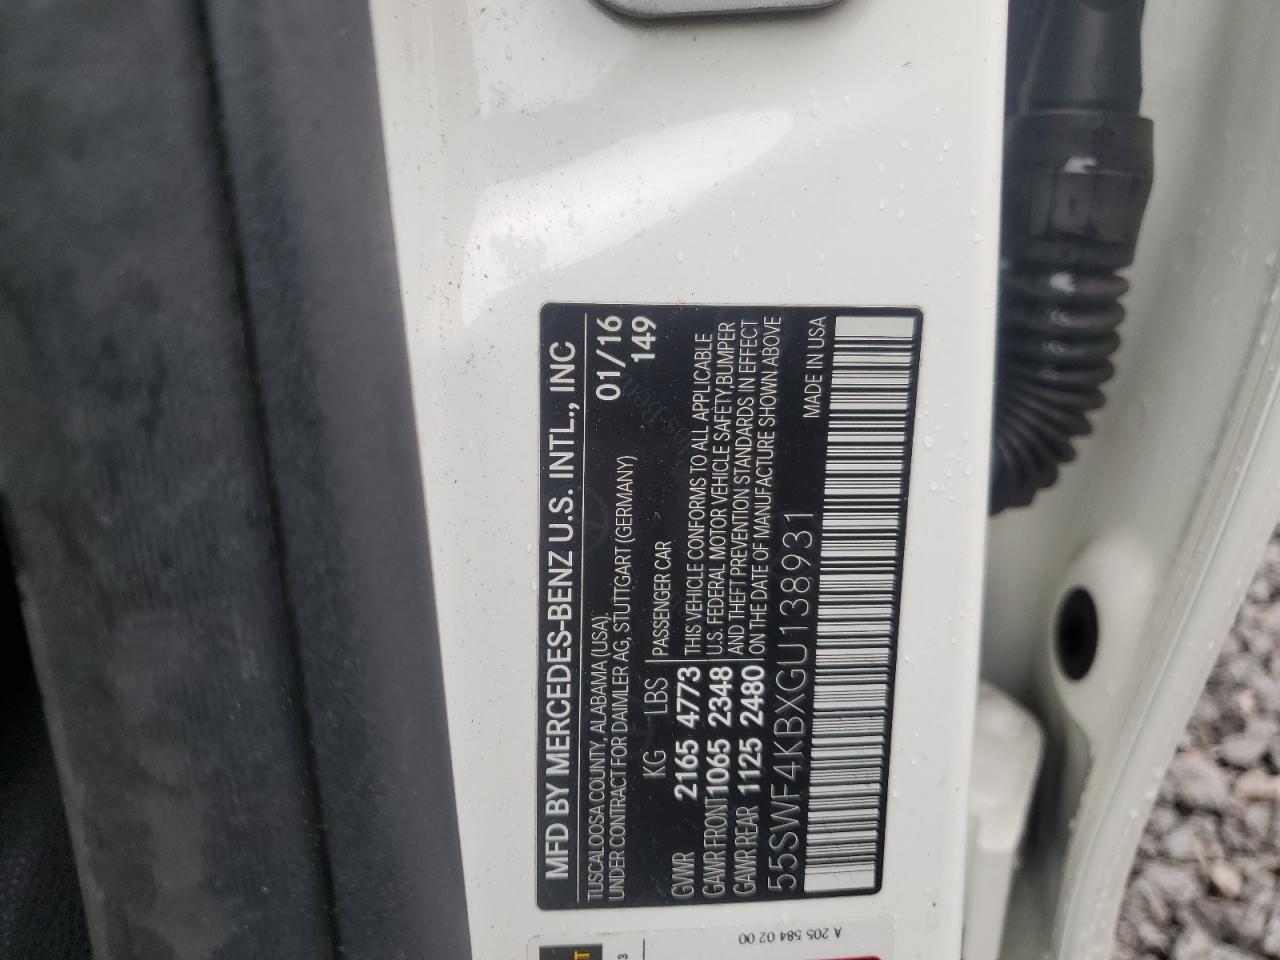 MFD BY MERCEDES-BENZ U.S. INTL., INC
TUSCALOOSA COUNTY, ALABAMA (USA).
01/16
UNDER CONTRACT FOR DAIMLER AG, STUTTGART (GERMANY)
149
KG LBS PASSENGER CAR
GVWR 2165 4773 THIS VEHICLE CONFORMS TO ALL APPLICABLE
GAWR FRONT 1065 2348 U.S. FEDERAL MOTOR VEHICLE SAFETY,BUMPER
GAWR REAR 1125 2480 AND THEFT PREVENTION STANDARDS IN EFFECT
ON THE DATE OF MANUFACTURE SHOWN ABOVE
55SWF4KBXGU138931 MADE IN USA
A 205 584 02 00